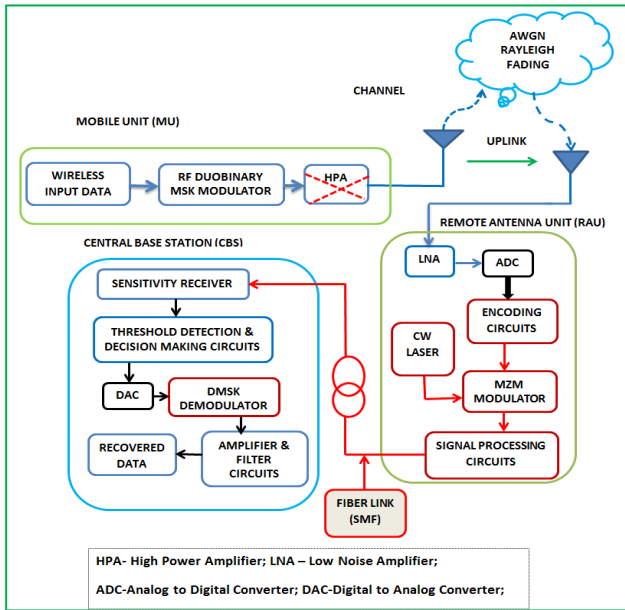 AWGN
RAYLEIGH
FADING
CHANNEL
MOBILE UNIT (MU)
UPLINK
WIRELESS
INPUT DATA
RF DUOBINARY
MSK MODULATOR
HPA
REMOTE ANTENNA UNIT (RAU)
CENTRAL BASE STATION (CBS)
LNA
ADC
SENSITIVITY RECEIVER
ENCODING
CIRCUITS
THRESHOLD DETECTION &
DECISION MAKING CIRCUITS
CW
LASER
MZM
MODULATOR
DAC
DMSK
DEMODULATOR
RECOVERED
DATA
AMPLIFIER &
FILTER
CIRCUITS
SIGNAL PROCESSING
CIRCUITS
FIBER LINK
(SMF)
HPA- High Power Amplifier; LNA – Low Noise Amplifier;
ADC-Analog to Digital Converter; DAC-Digital to Analog Converter;